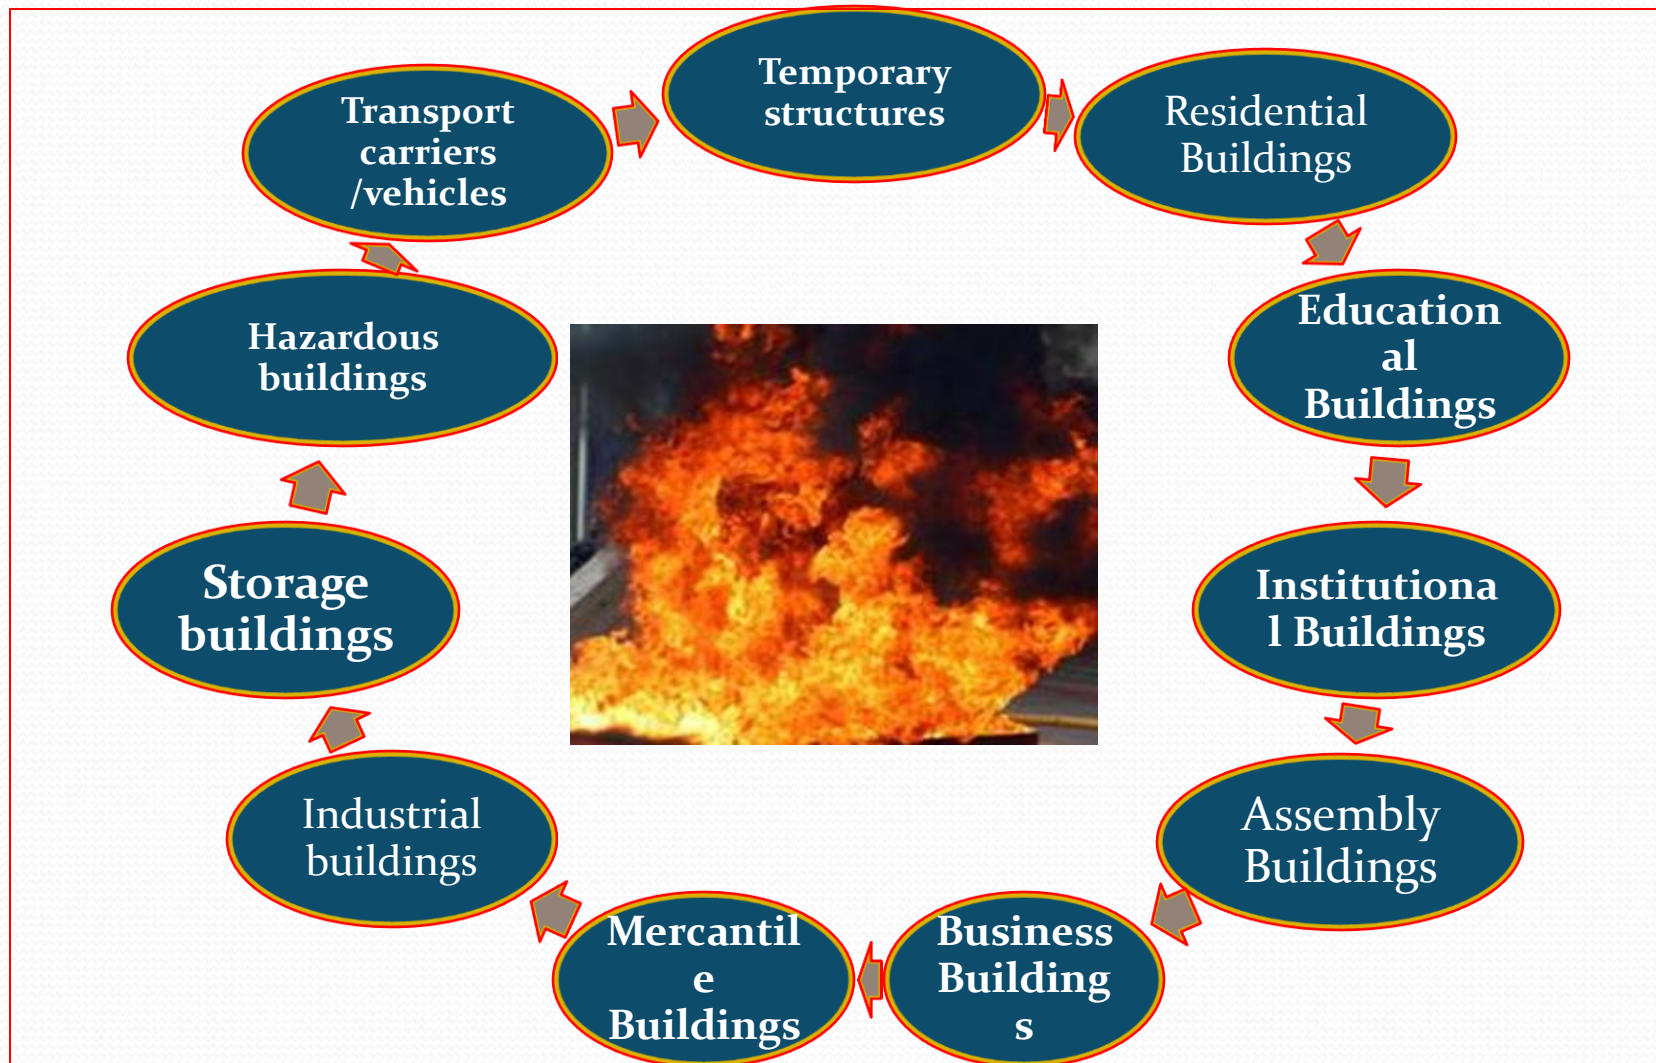 Temporary
structures
Residential
Buildings
Education
al
Buildings
Institutiona
l Buildings
Assembly
Buildings
Business
Building
s
Mercantil
e
Buildings
Industrial
buildings
Storage
buildings
Hazardous
buildings
Transport
carriers
/vehicles